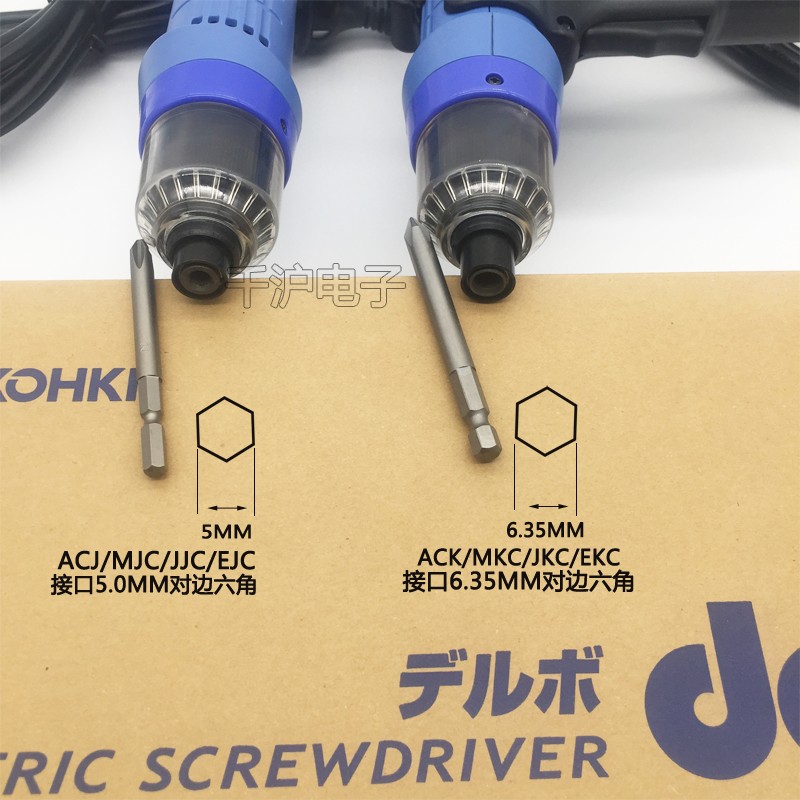 千沪电子
KOHKI
5MM
6.35MM
ACJ/MJC/JJC/EJC
接口5.0MM对边六角
ACK/MKC/JKC/EKC
接口6.35MM对边六角
デルボ
de
TRIC SCREWDRIVER